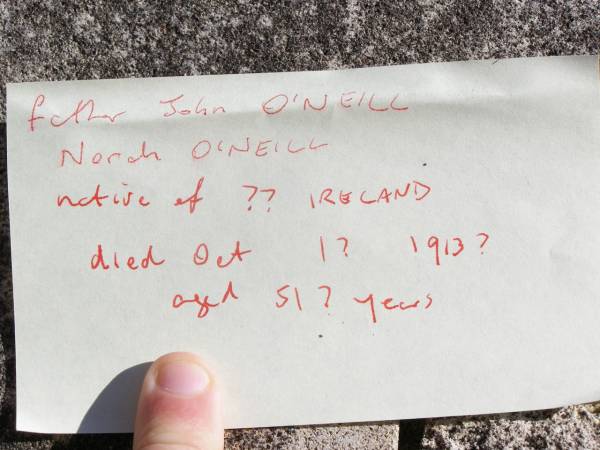 father John O'NEILL
Norah O'NEILL
native of ?? IRELAND
died Oct 1? 1913?
aged 51? years